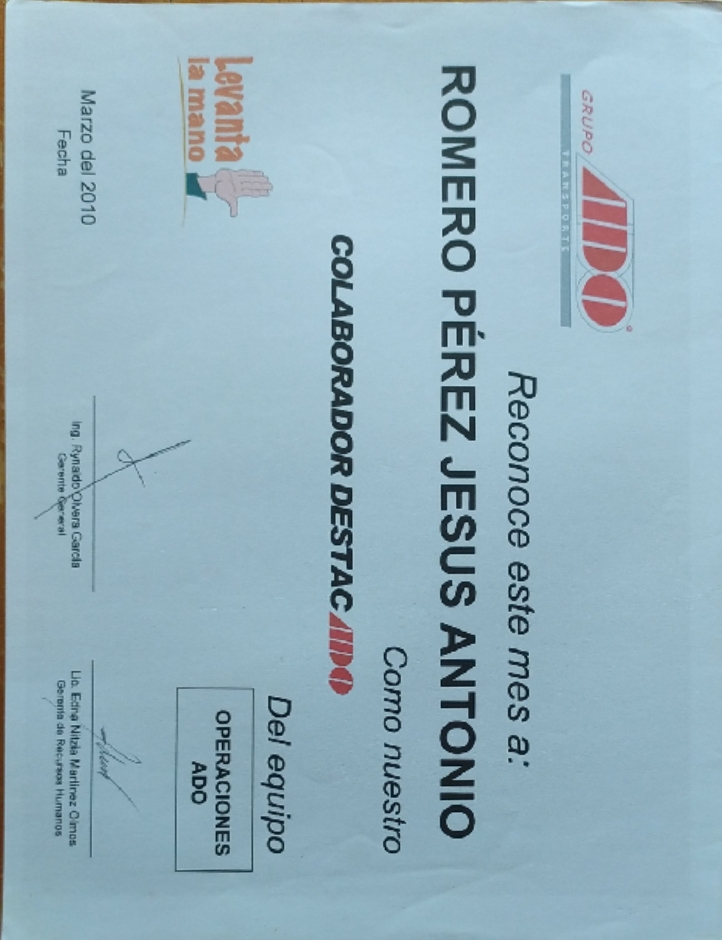 GRUPO ADO
TRANSPORTE
Reconoce este mes a:
ROMERO PÉREZ JESUS ANTONIO
Como nuestro
COLABORADOR DESTACADO
Del equipo
OPERACIONES
ADO
Levanta
la mano
Marzo del 2010
Fecha
Ing. Rynaldo Olvera García
Gerente General
Lic. Edna Nitzia Martínez Olmos
Gerente de Recursos Humanos